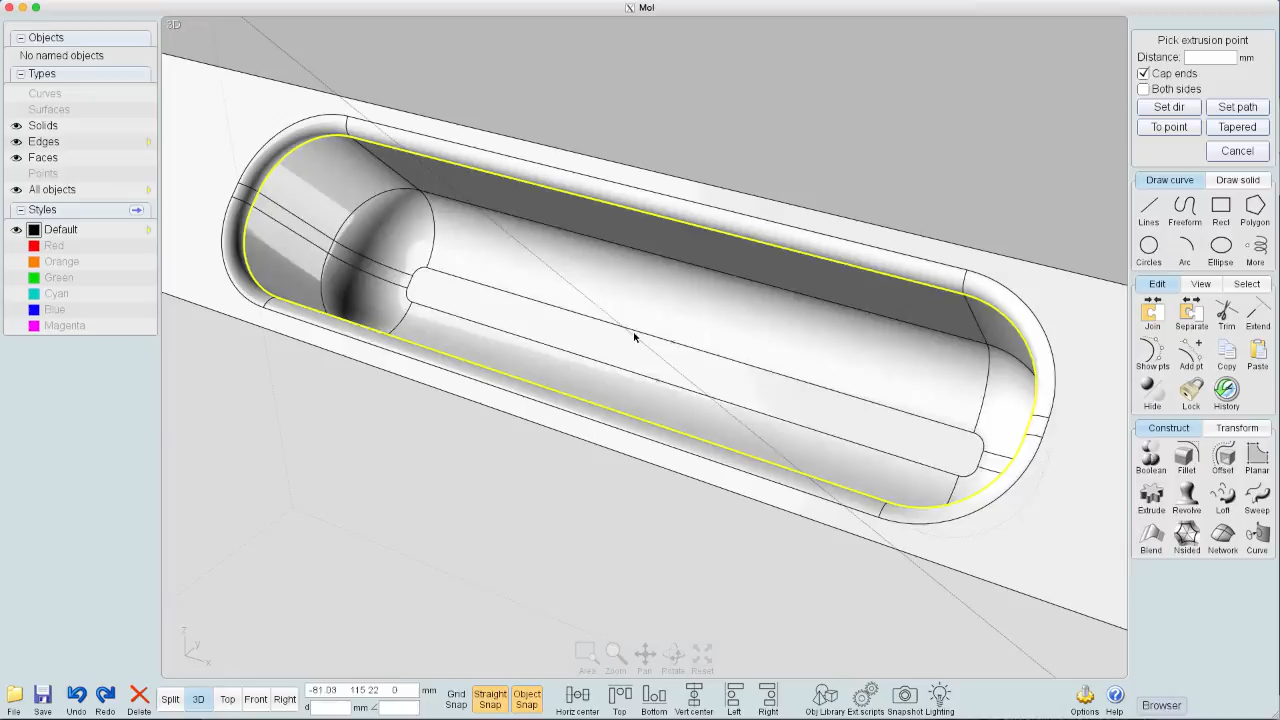 MoI
Objects
No named objects
Types
Curves
Surfaces
Solids
Edges
Faces
Points
All objects
Styles
Default
Red
Orange
Green
Cyan
Blue
Magenta
3D
z
y
x
Area Zoom Pan Rotate Reset
Pick extrusion point
Distance: mm
Cap ends
Both sides
Set dir Set path
To point Tapered
Cancel
Draw curve Draw solid
Lines Freeform Rect Polygon
Circles Arc Ellipse More
Edit View Select
Join Separate Trim Extend
Show pts Add pt Copy Paste
Hide Lock History
Construct Transform
Boolean Fillet Offset Planar
Extrude Revolve Loft Sweep
Blend Nsided Network Curve
File Save Undo Redo Delete Split 3D Top Front Right
-81.03 115.22 0 mm
d mm ∠
Grid Snap
Straight Snap
Object Snap
Horiz center Top Bottom Vert center Left Right
Obj Library Ext.scripts Snapshot Lighting
Options Help
Browser